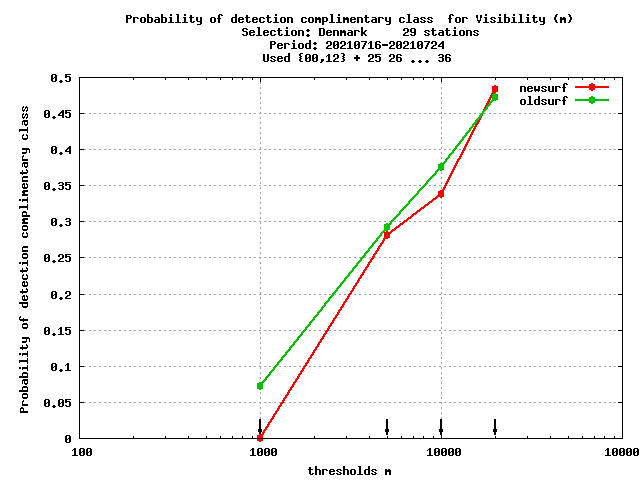 Probability of detection complimentary class  for Visibility (m)
Selection: Denmark     29 stations
Period: 20210716-20210724
Used {00,12} + 25 26 ... 36
newsurf
oldsurf
Probability of detection complimentary class
0.5
0.45
0.4
0.35
0.3
0.25
0.2
0.15
0.1
0.05
0
100 1000 10000 10000
thresholds m